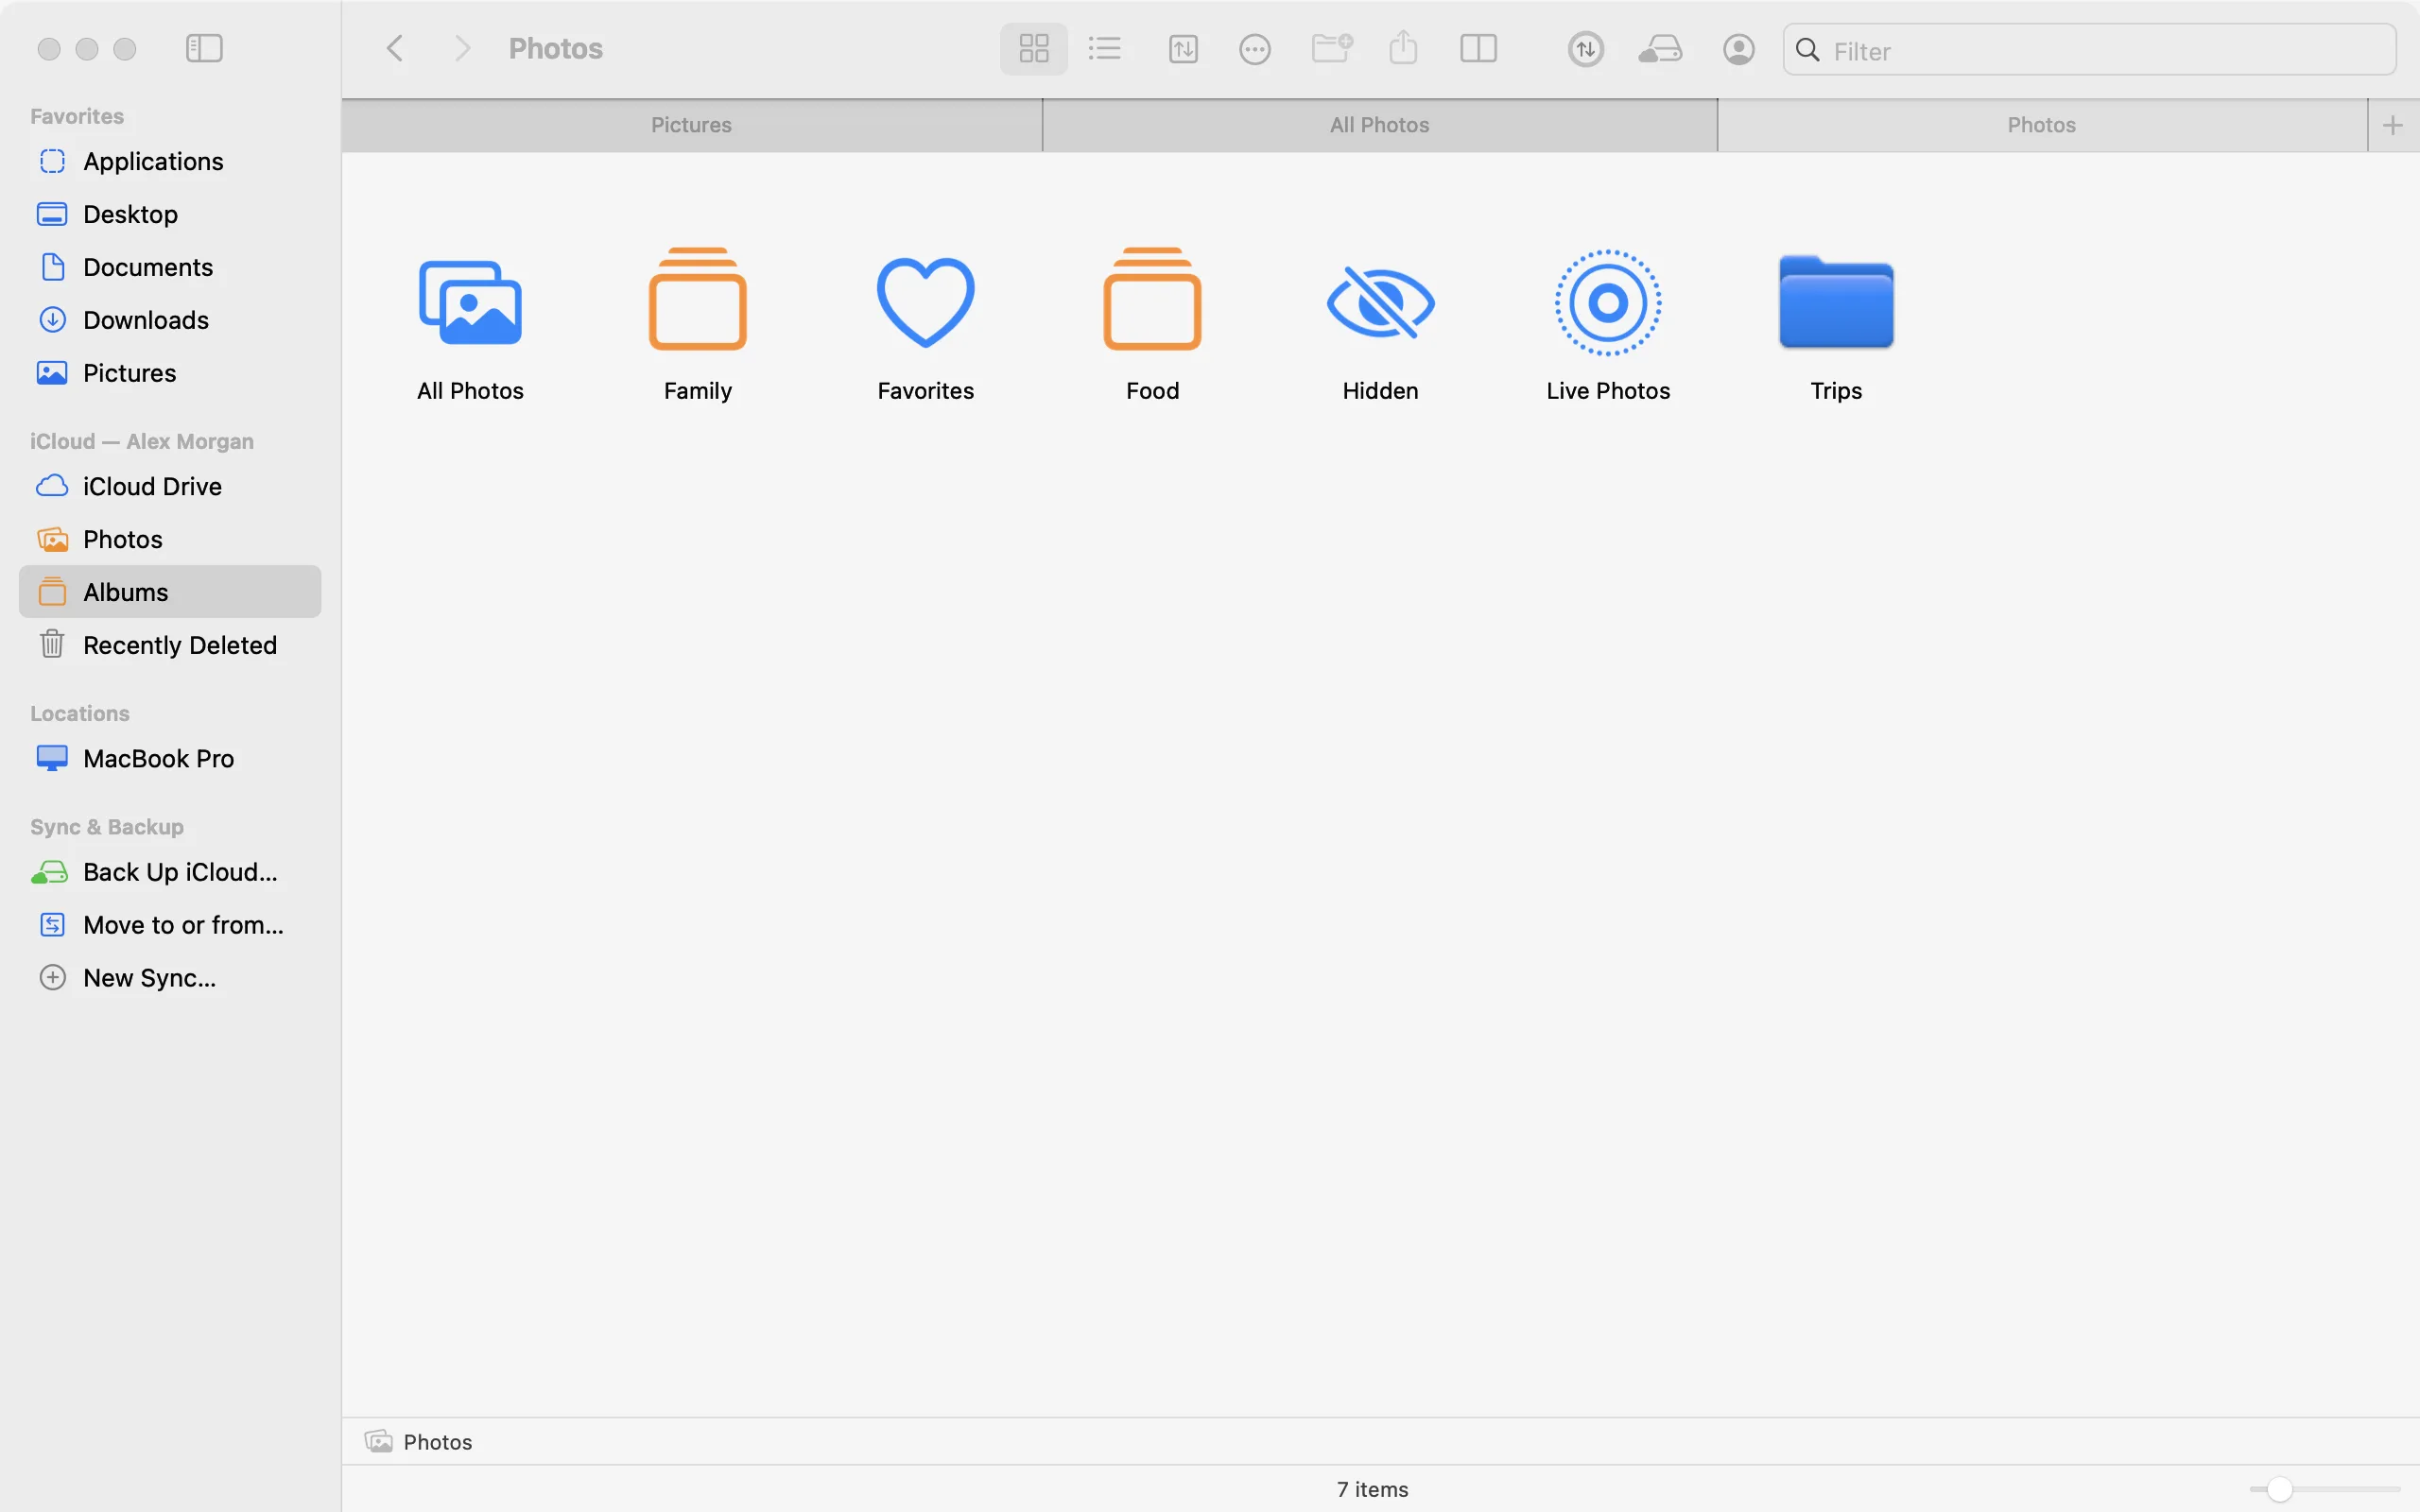 Photos
Filter
Favorites
Applications
Desktop
Documents
Downloads
Pictures
iCloud — Alex Morgan
iCloud Drive
Photos
Albums
Recently Deleted
Locations
MacBook Pro
Sync & Backup
Back Up iCloud...
Move to or from...
New Sync...
Pictures
All Photos
Photos
All Photos
Family
Favorites
Food
Hidden
Live Photos
Trips
Photos
7 items